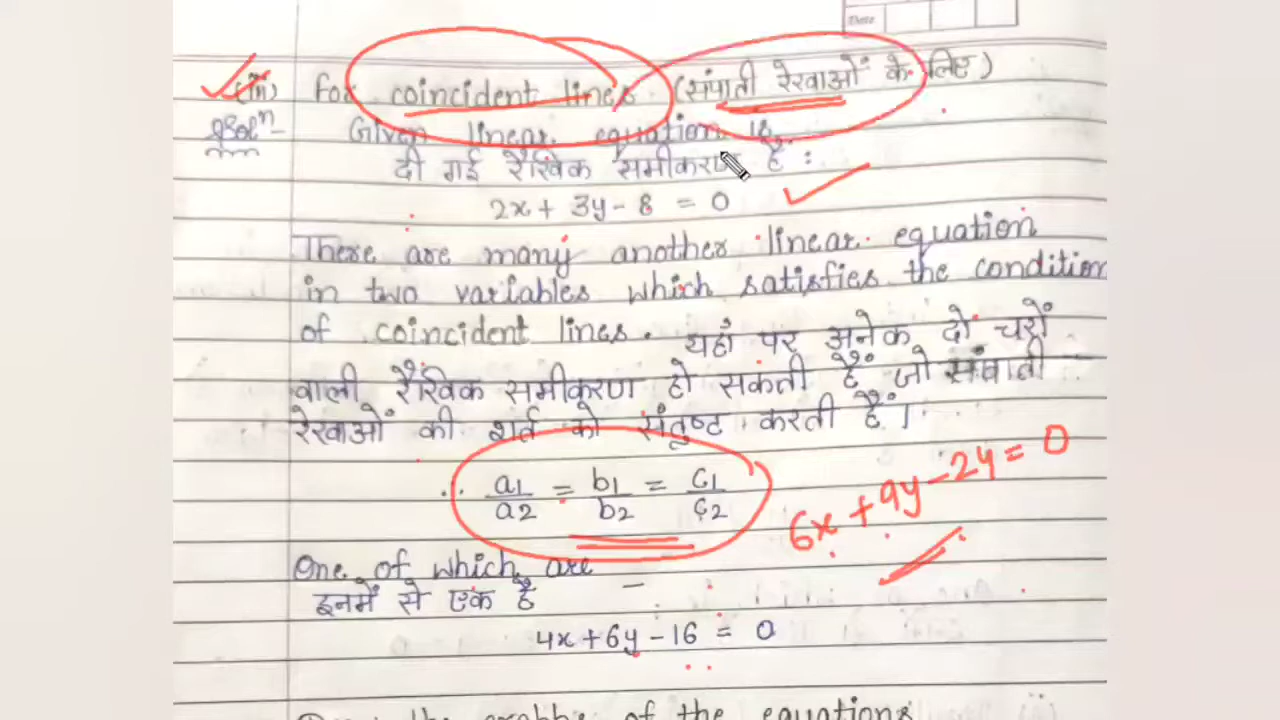 Date
(iii) For coincident lines. (संपाती रेखाओं के लिए)
Solⁿ- Given linear equation is
दी गई रैखिक समीकरण है :
2x + 3y - 8 = 0
There are many another linear equation
in two variables which satisfies the condition
of coincident lines. यहाँ पर अनेक दो चरों
वाली रैखिक समीकरण हो सकती हैं जो संपाती
रेखाओं की शर्त को संतुष्ट करती हैं।
∴ a1/a2 = b1/b2 = c1/c2
6x + 9y - 24 = 0
One of which are -
इनमें से एक है
4x + 6y - 16 = 0
the graphs of the equations